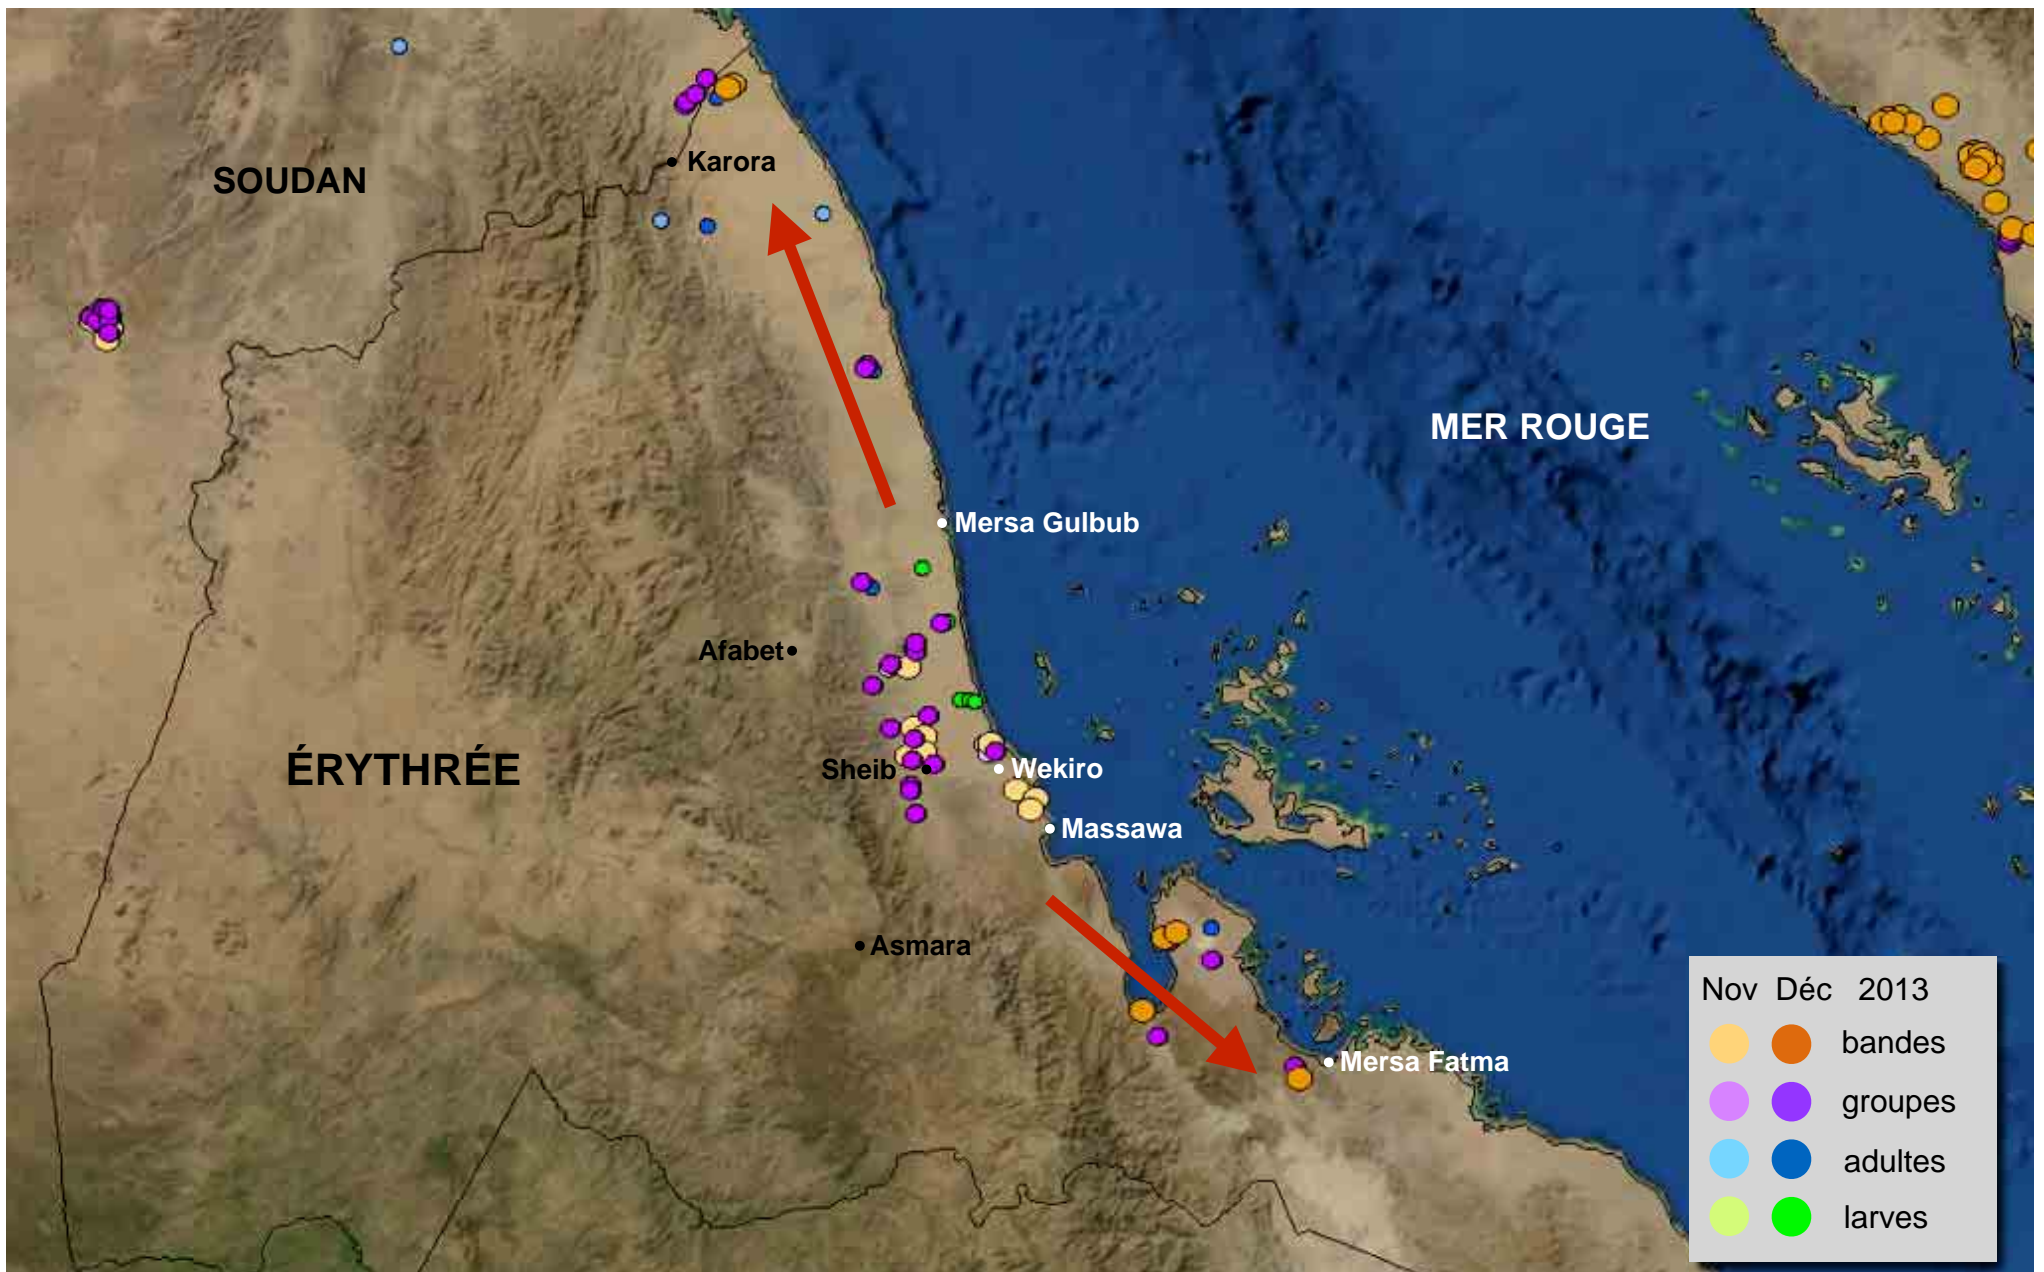 SOUDAN
Karora
MER ROUGE
Mersa Gulbub
Afabet
ÉRYTHRÉE
Sheib
Wekiro
Massawa
Asmara
Mersa Fatma
Nov Déc 2013
bandes
groupes
adultes
larves